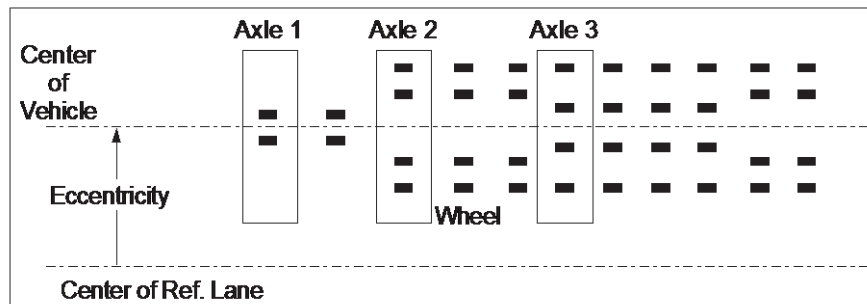 Axle 1
Axle 2
Axle 3
Center
of
Vehicle
Eccentricity
Wheel
Center of Ref. Lane